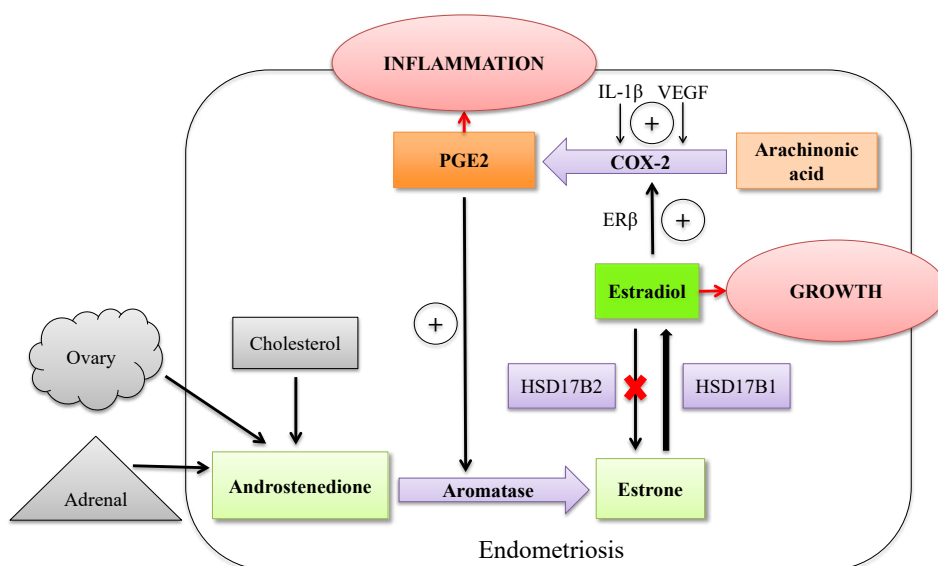 INFLAMMATION
IL-1β VEGF
+
PGE2
COX-2
Arachinonic
acid
ERβ
+
Estradiol
GROWTH
+
Ovary
Cholesterol
HSD17B2
HSD17B1
Adrenal
Androstenedione
Aromatase
Estrone
Endometriosis